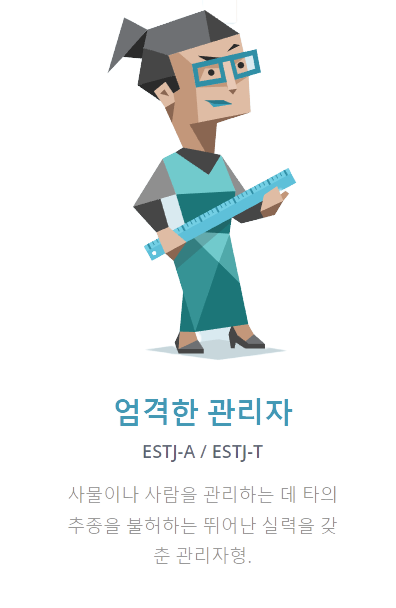 엄격한 관리자
ESTJ-A / ESTJ-T
사물이나 사람을 관리하는 데 타의
추종을 불허하는 뛰어난 실력을 갖
춘 관리자형.